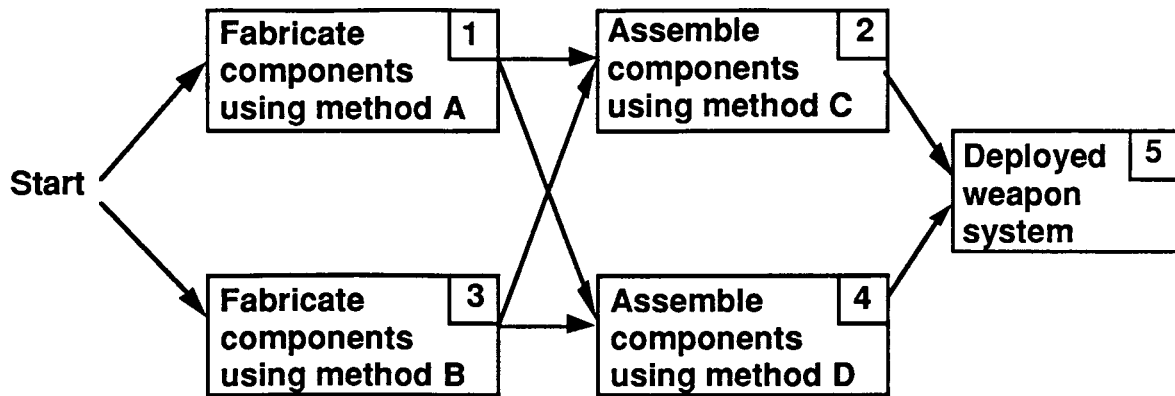 Fabricate 1
components
using method A
Assemble 2
components
using method C
Start
Deployed 5
weapon
system
Fabricate 3
components
using method B
Assemble 4
components
using method D